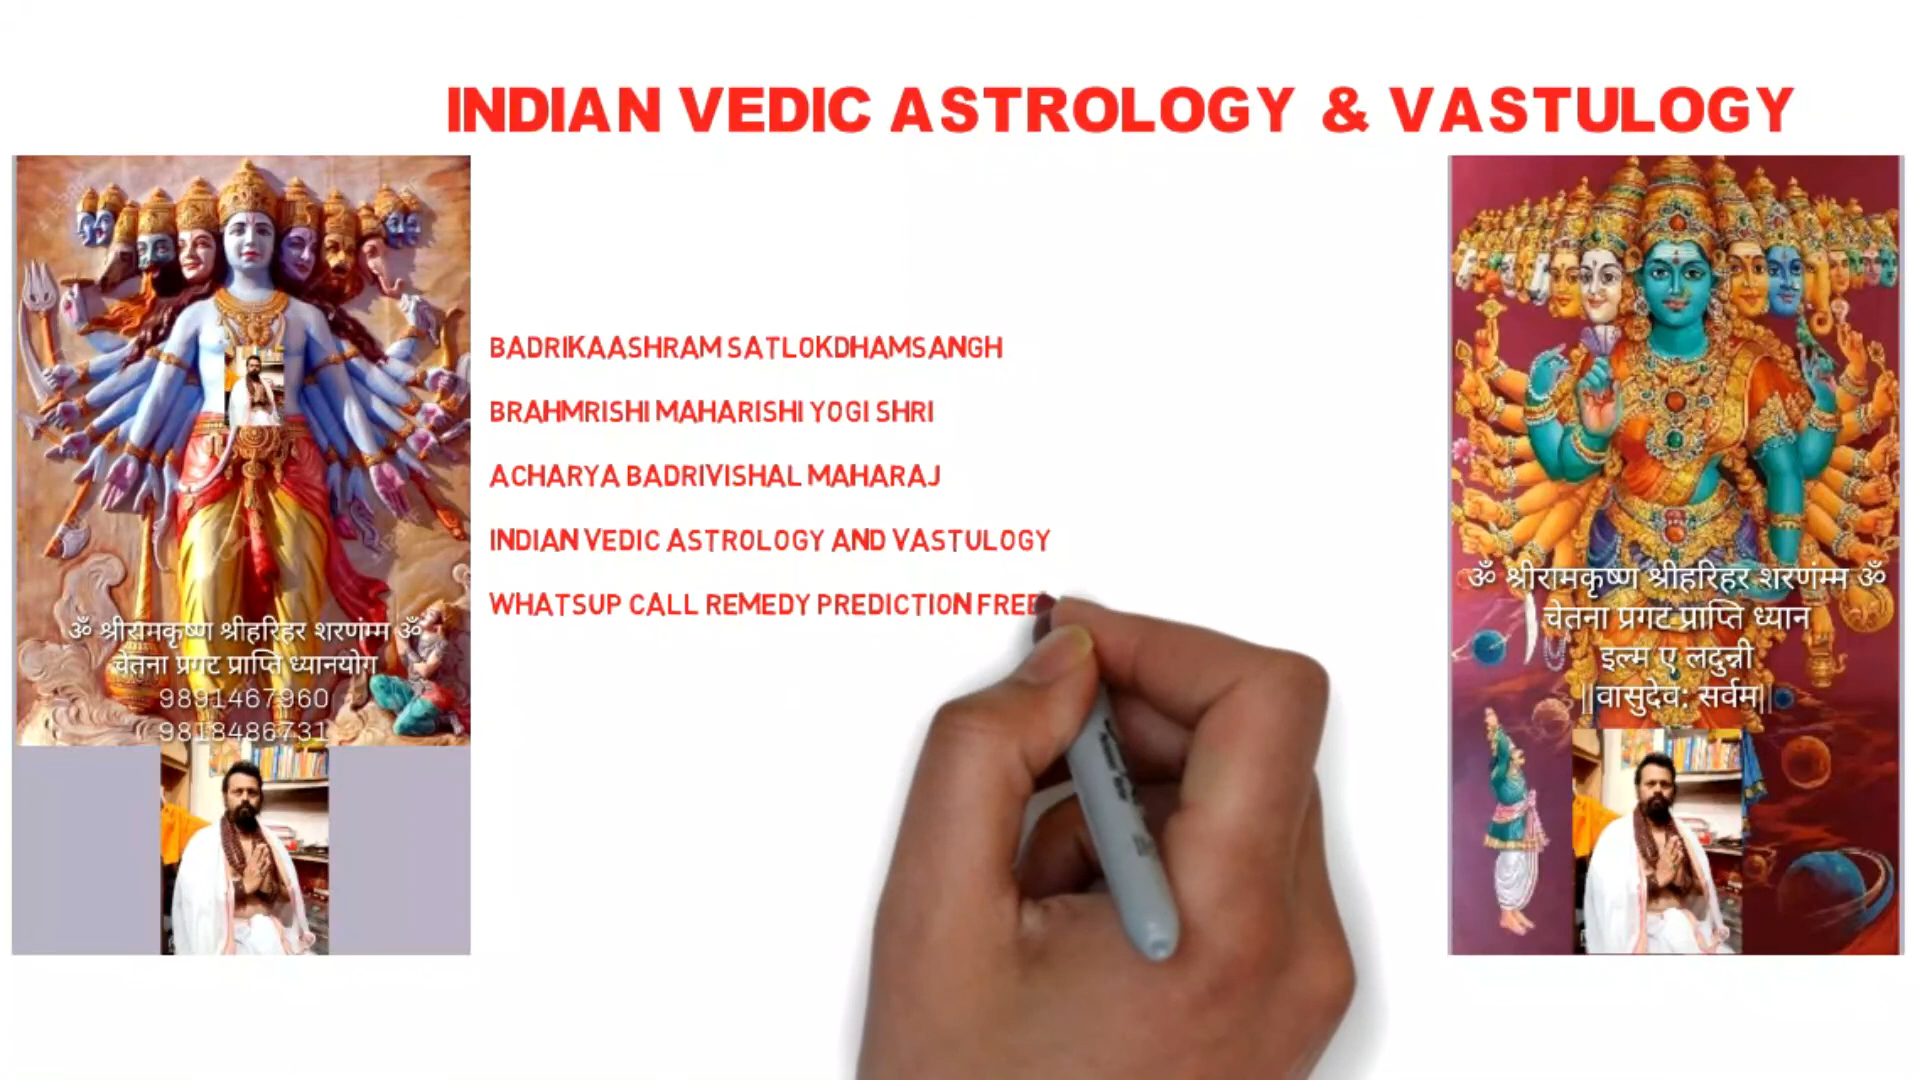 INDIAN VEDIC ASTROLOGY & VASTULOGY
BADRIKAASHRAM SATLOKDHAMSANGH
BRAHMRISHI MAHARISHI YOGI SHRI
ACHARYA BADRIVISHAL MAHARAJ
INDIAN VEDIC ASTROLOGY AND VASTULOGY
WHATSUP CALL REMEDY PREDICTION FREE
ॐ श्रीरामकृष्ण श्रीहरिहर शरणंम्म ॐ
चेतना प्रगट प्राप्ति ध्यानयोग
9891467960
9818486731
ॐ श्रीरामकृष्ण श्रीहरिहर शरणंम्म ॐ
चेतना प्रगट प्राप्ति ध्यान
इल्म ए लदुन्नी
||वासुदेव: सर्वम||